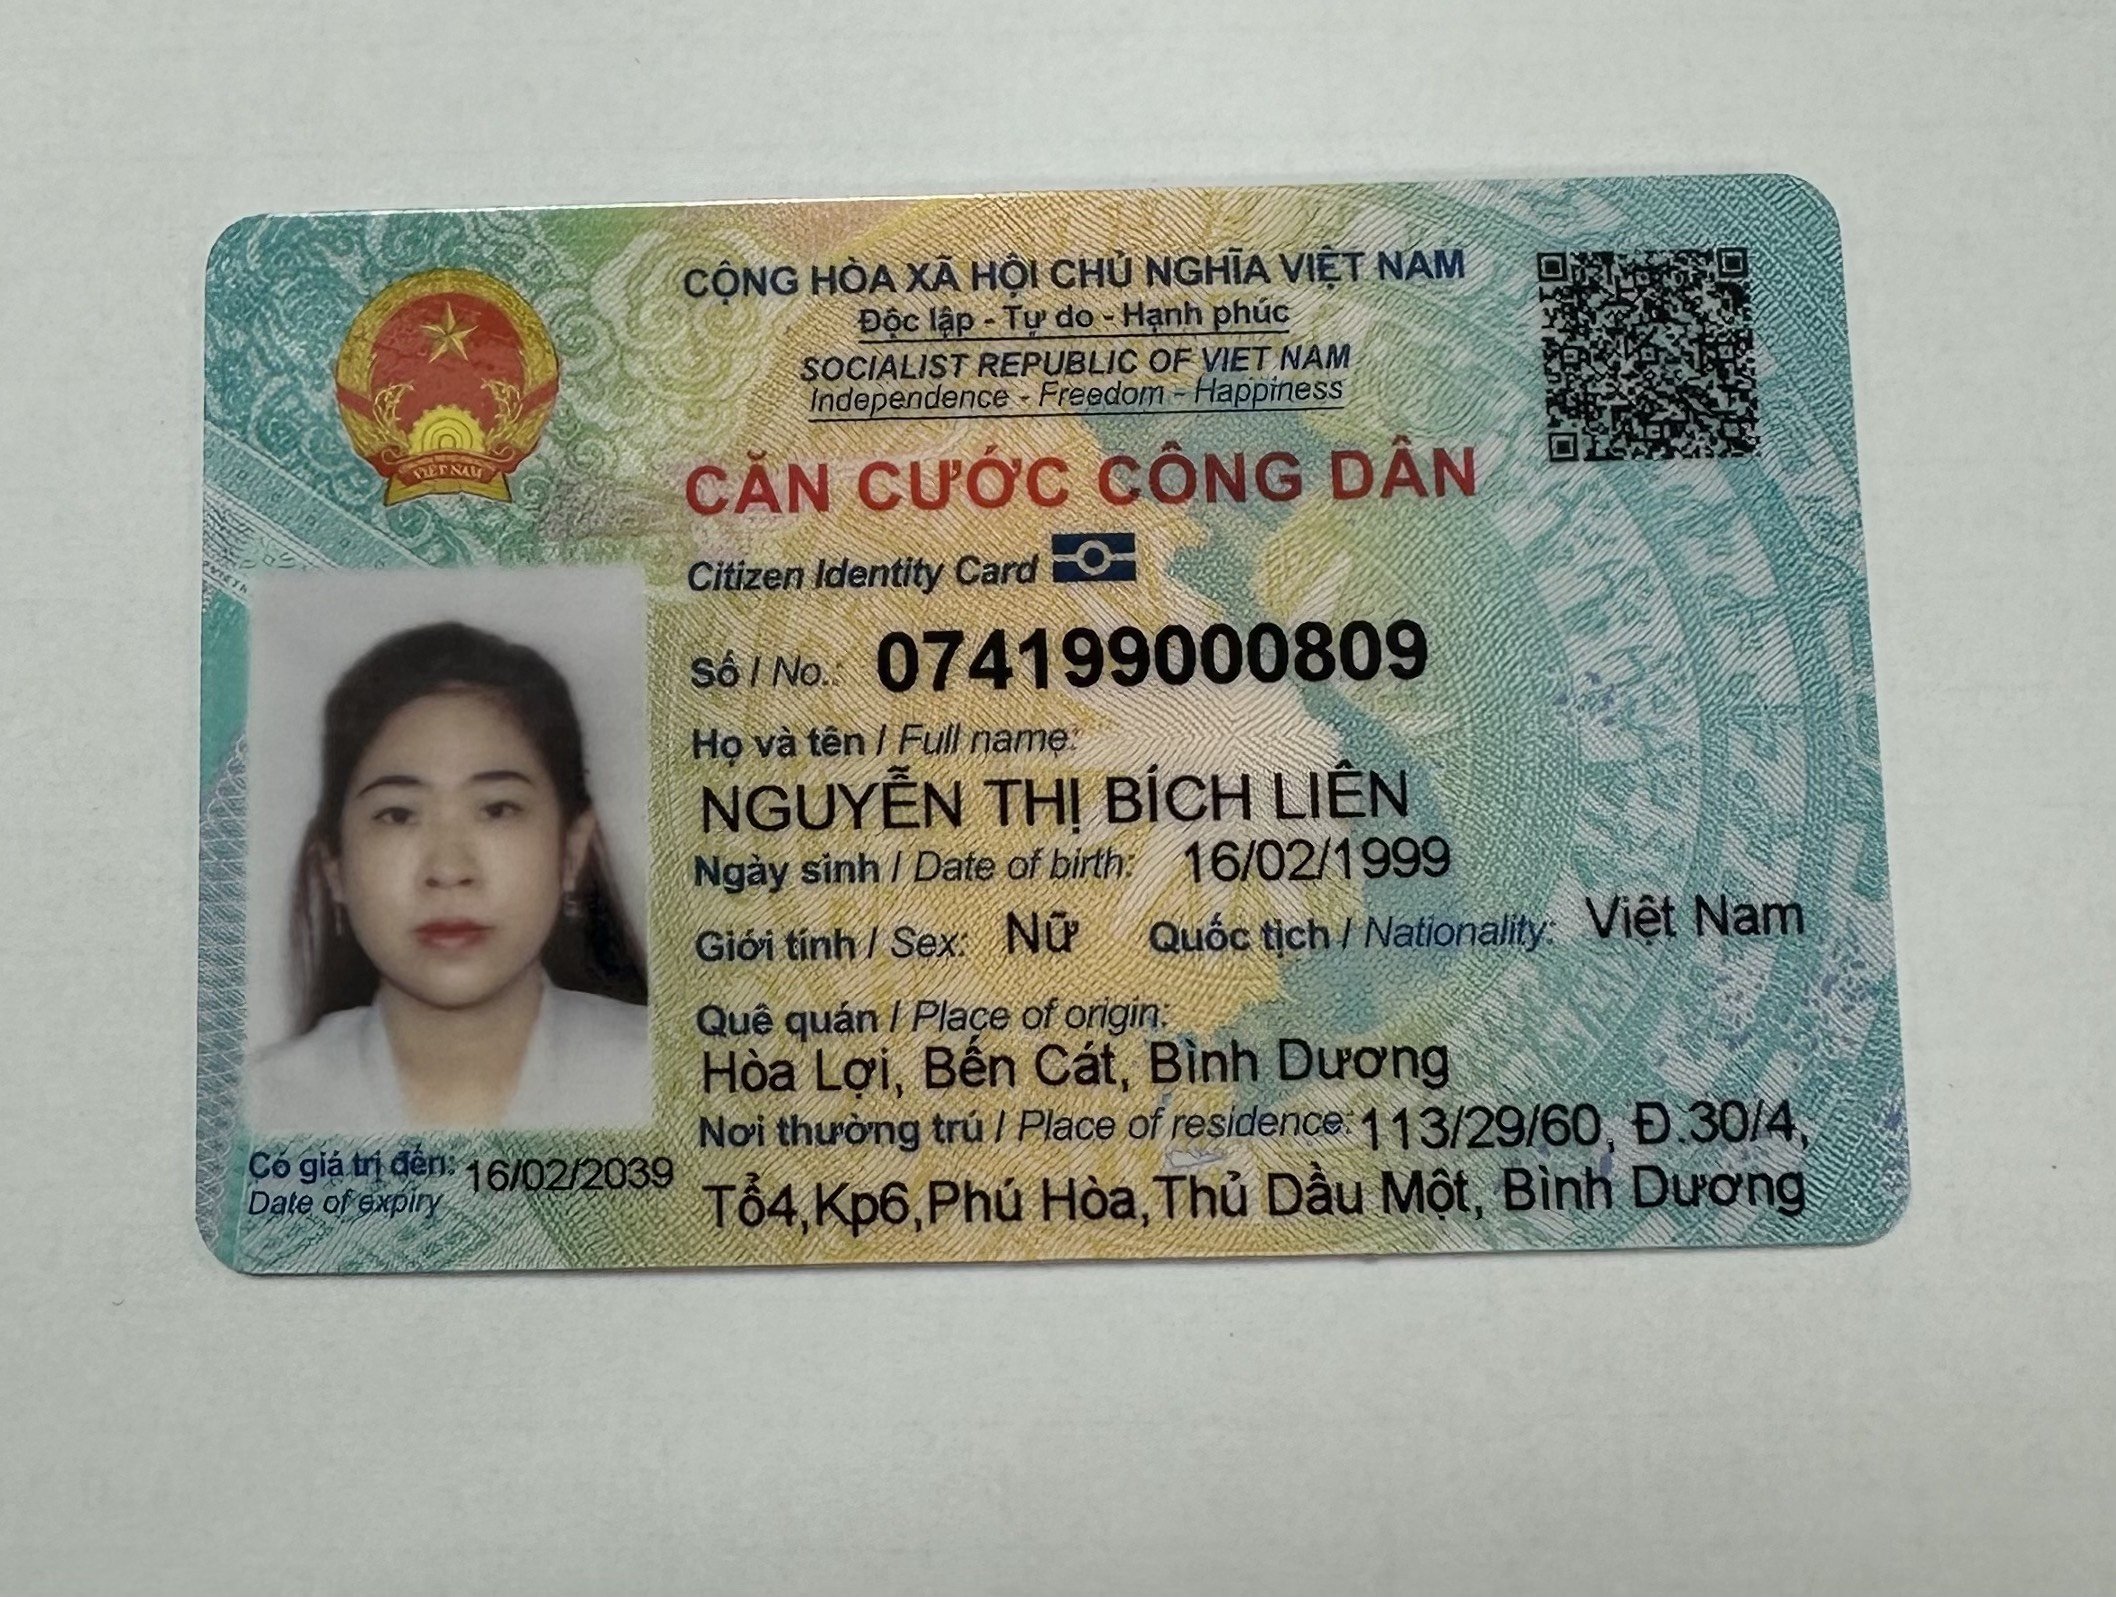 CỘNG HÒA XÃ HỘI CHỦ NGHĨA VIỆT NAM
Độc lập - Tự do - Hạnh phúc
SOCIALIST REPUBLIC OF VIET NAM
Independence - Freedom - Happiness
CĂN CƯỚC CÔNG DÂN
Citizen Identity Card
Số / No.: 074199000809
Họ và tên / Full name:
NGUYỄN THỊ BÍCH LIÊN
Ngày sinh / Date of birth: 16/02/1999
Giới tính / Sex: Nữ Quốc tịch / Nationality: Việt Nam
Quê quán / Place of origin:
Hòa Lợi, Bến Cát, Bình Dương
Nơi thường trú / Place of residence: 113/29/60, Đ.30/4,
Tổ4,Kp6,Phú Hòa,Thủ Dầu Một, Bình Dương
Có giá trị đến: 16/02/2039
Date of expiry
VIỆT NAM